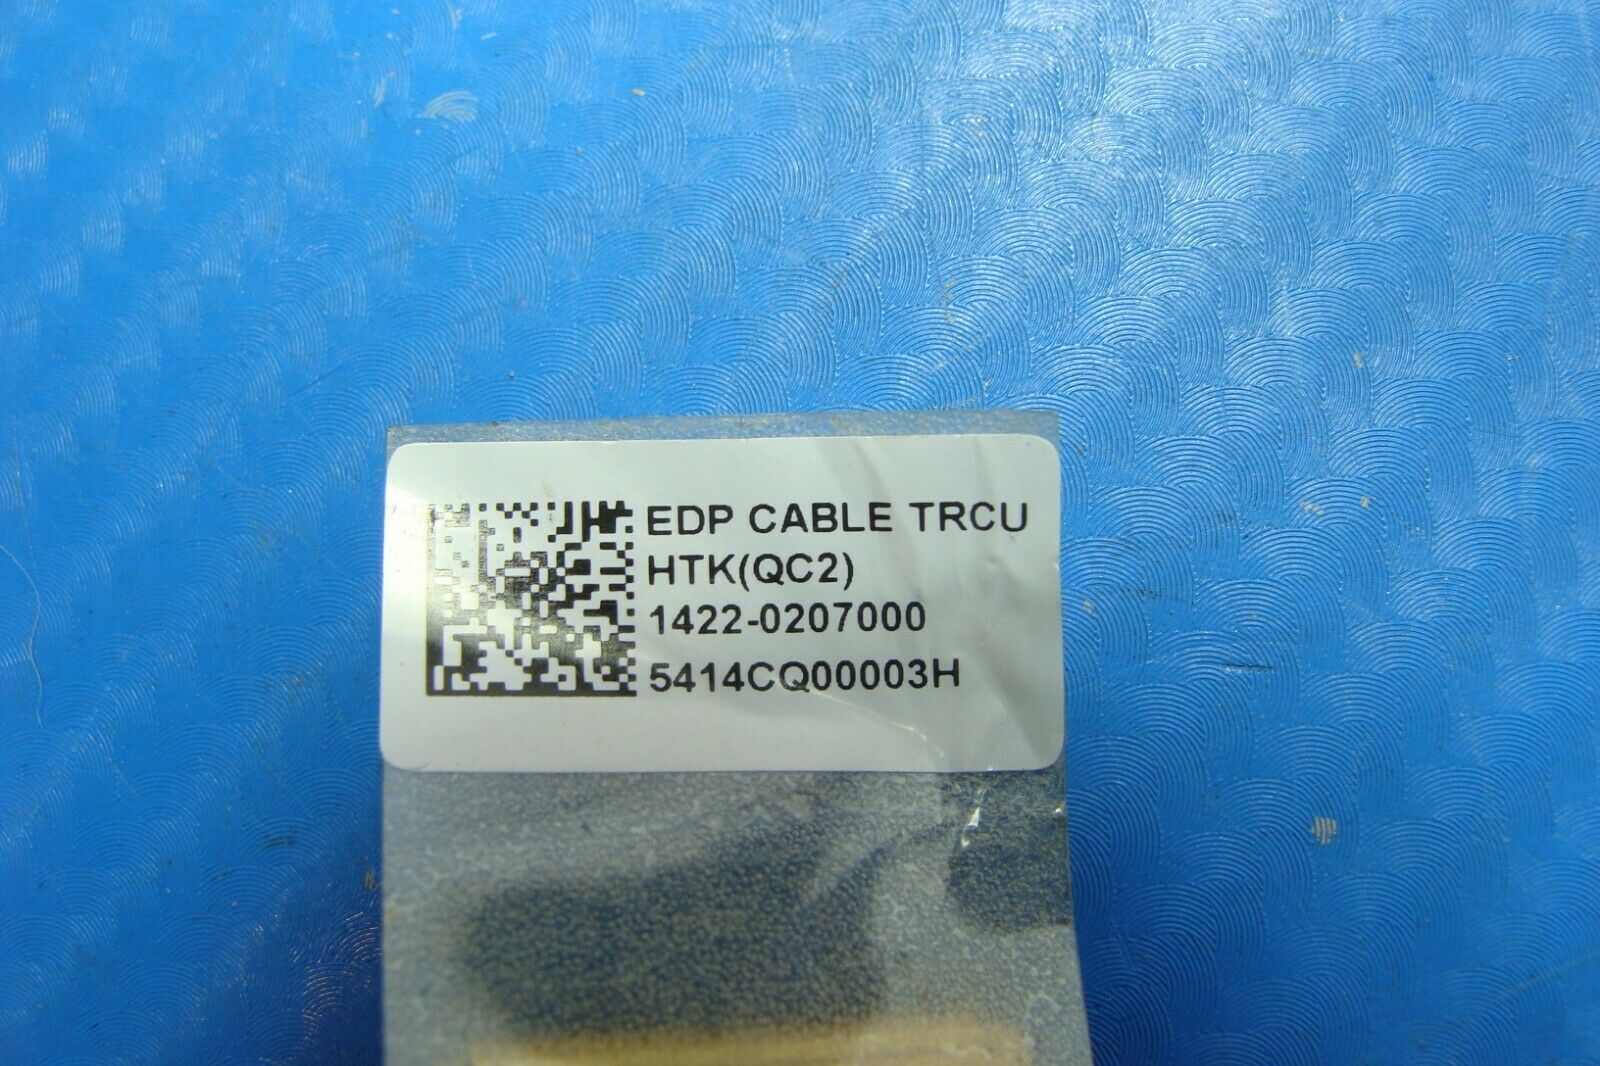 EDP CABLE TRCU
HTK(QC2)
1422-0207000
5414CQ00003H